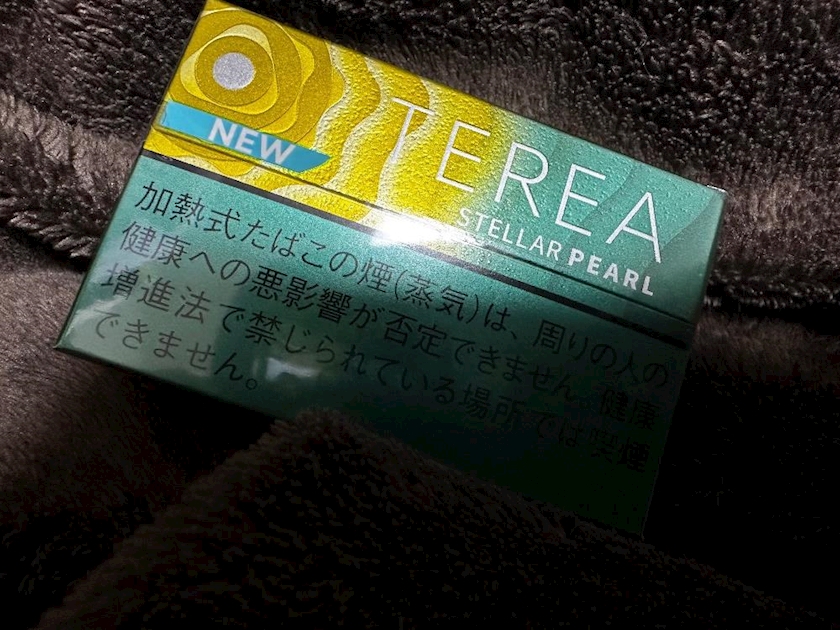 NEW
TEREA
STELLAR PEARL
加熱式たばこの煙(蒸気)は、周りの人の
健康への悪影響が否定できません。健康
増進法で禁じられている場所では喫煙
できません。